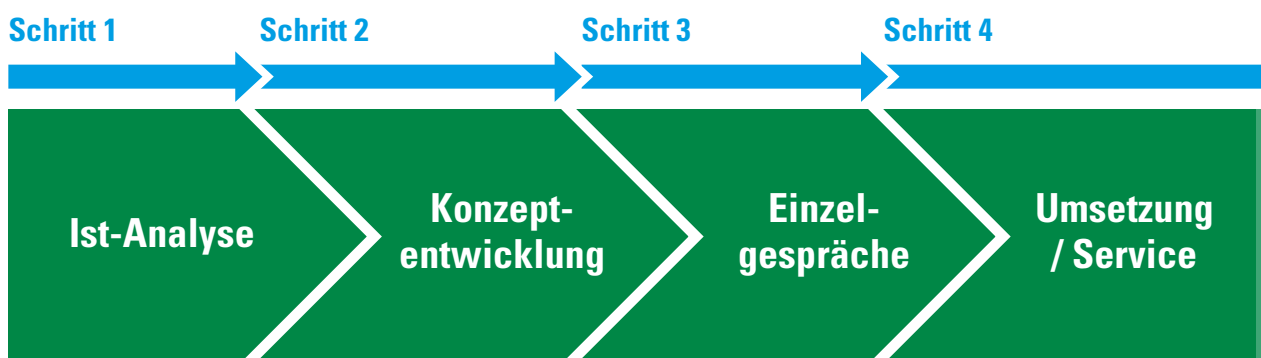 Schritt 1
Schritt 2
Schritt 3
Schritt 4
Ist-Analyse
Konzept-
entwicklung
Einzel-
gespräche
Umsetzung
/ Service